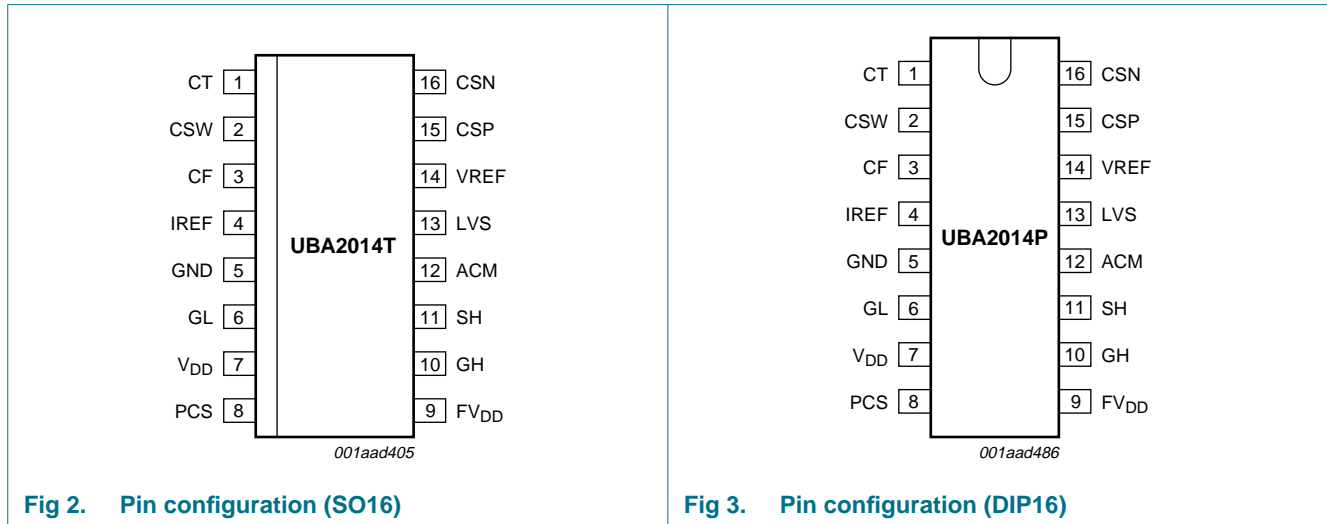 CT 1
16 CSN
CSW 2
15 CSP
CF 3
14 VREF
IREF 4
13 LVS
UBA2014T
GND 5
12 ACM
GL 6
11 SH
VDD 7
10 GH
PCS 8
9 FVDD
001aad405
Fig 2. Pin configuration (SO16)
CT 1
16 CSN
CSW 2
15 CSP
CF 3
14 VREF
IREF 4
13 LVS
UBA2014P
GND 5
12 ACM
GL 6
11 SH
VDD 7
10 GH
PCS 8
9 FVDD
001aad486
Fig 3. Pin configuration (DIP16)